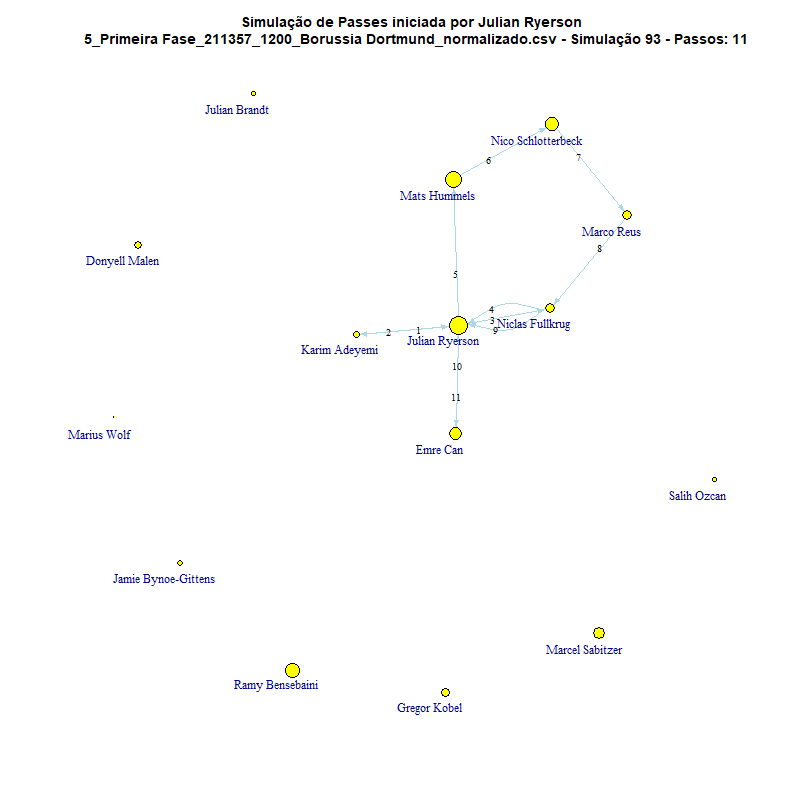 Simulação de Passes iniciada por Julian Ryerson
5_Primeira Fase_211357_1200_Borussia Dortmund_normalizado.csv - Simulação 93 - Passos: 11
Julian Brandt
Nico Schlotterbeck
7
6
Mats Hummels
Marco Reus
8
Donyell Malen
5
4
3
Niclas Fullkrug
9
2
1
Julian Ryerson
Karim Adeyemi
10
11
Marius Wolf
Emre Can
Salih Ozcan
Jamie Bynoe-Gittens
Marcel Sabitzer
Ramy Bensebaini
Gregor Kobel